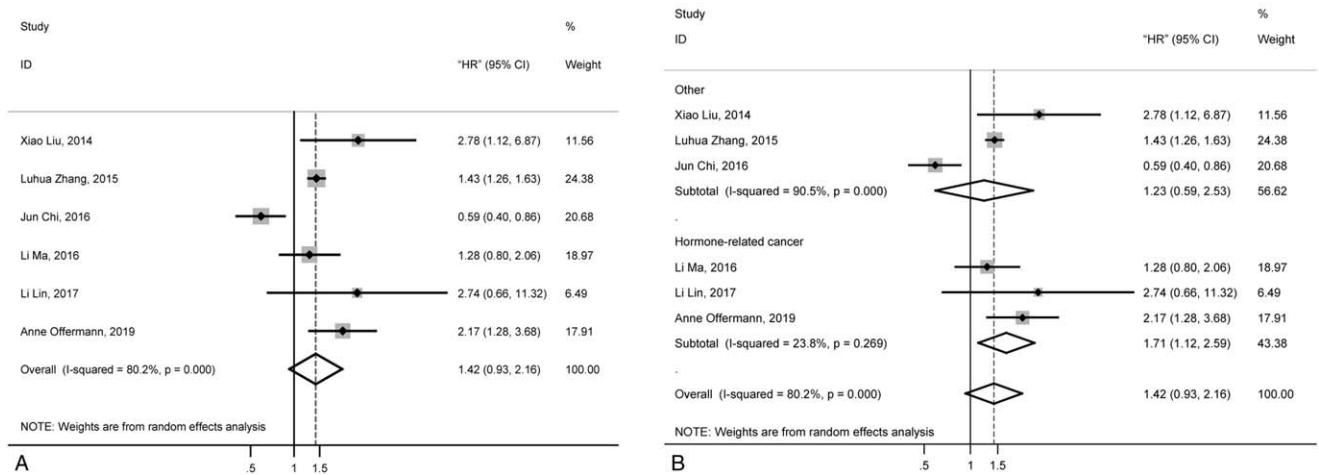 Study %
ID "HR" (95% CI) Weight
Xiao Liu, 2014 2.78 (1.12, 6.87) 11.56
Luhua Zhang, 2015 1.43 (1.26, 1.63) 24.38
Jun Chi, 2016 0.59 (0.40, 0.86) 20.68
Li Ma, 2016 1.28 (0.80, 2.06) 18.97
Li Lin, 2017 2.74 (0.66, 11.32) 6.49
Anne Offermann, 2019 2.17 (1.28, 3.68) 17.91
Overall (I-squared = 80.2%, p = 0.000) 1.42 (0.93, 2.16) 100.00
NOTE: Weights are from random effects analysis
.5 1 1.5
A
Study %
ID "HR" (95% CI) Weight
Other
Xiao Liu, 2014 2.78 (1.12, 6.87) 11.56
Luhua Zhang, 2015 1.43 (1.26, 1.63) 24.38
Jun Chi, 2016 0.59 (0.40, 0.86) 20.68
Subtotal (I-squared = 90.5%, p = 0.000) 1.23 (0.59, 2.53) 56.62
.
Hormone-related cancer
Li Ma, 2016 1.28 (0.80, 2.06) 18.97
Li Lin, 2017 2.74 (0.66, 11.32) 6.49
Anne Offermann, 2019 2.17 (1.28, 3.68) 17.91
Subtotal (I-squared = 23.8%, p = 0.269) 1.71 (1.12, 2.59) 43.38
.
Overall (I-squared = 80.2%, p = 0.000) 1.42 (0.93, 2.16) 100.00
NOTE: Weights are from random effects analysis
.5 1 1.5
B